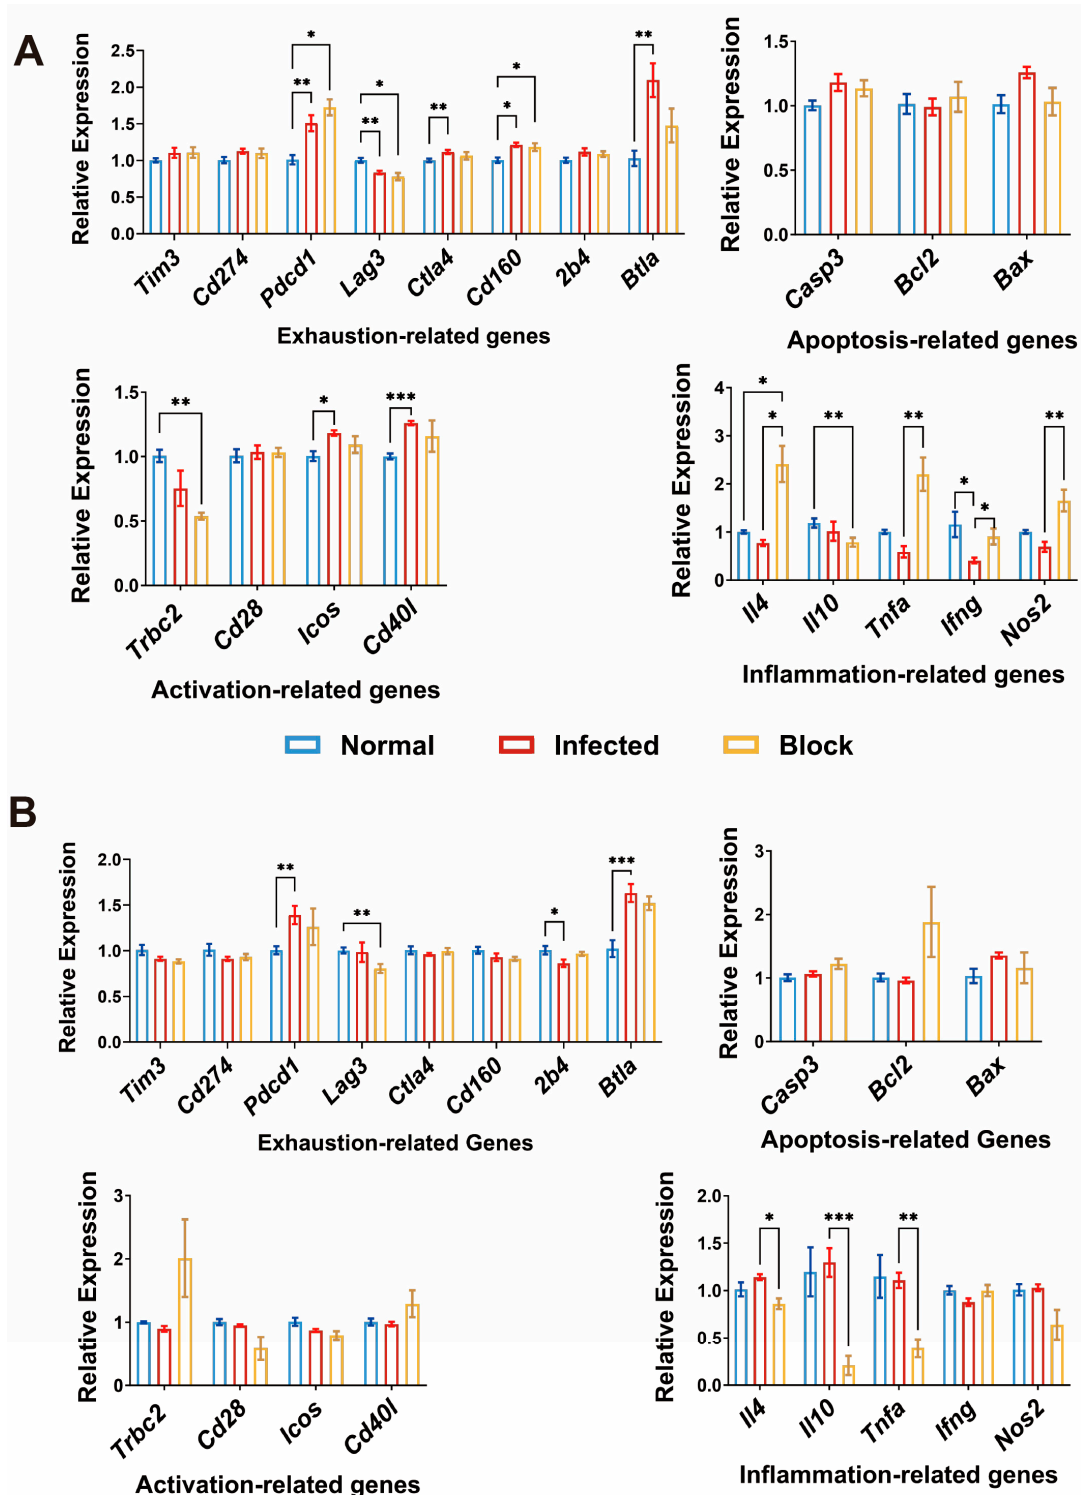 A
Relative Expression
2.5
2.0
1.5
1.0
0.5
0.0
** * ** * ** * * **
Tim3 Cd274 Pdcd1 Lag3 Ctla4 Cd160 2b4 Btla
Exhaustion-related genes
Relative Expression
1.5
1.0
0.5
0.0
Casp3 Bcl2 Bax
Apoptosis-related genes
Relative Expression
1.5
1.0
0.5
0.0
** * ***
Trbc2 Cd28 Icos Cd40l
Activation-related genes
Relative Expression
4
3
2
1
0
* * ** ** * * **
Il4 Il10 Tnfa Ifng Nos2
Inflammation-related genes
Normal Infected Block
B
Relative Expression
2.0
1.5
1.0
0.5
0.0
** ** * ***
Tim3 Cd274 Pdcd1 Lag3 Ctla4 Cd160 2b4 Btla
Exhaustion-related Genes
Relative Expression
3
2
1
0
Casp3 Bcl2 Bax
Apoptosis-related Genes
Relative Expression
3
2
1
0
Trbc2 Cd28 Icos Cd40l
Activation-related genes
Relative Expression
2.0
1.5
1.0
0.5
0.0
* *** **
Il4 Il10 Tnfa Ifng Nos2
Inflammation-related genes